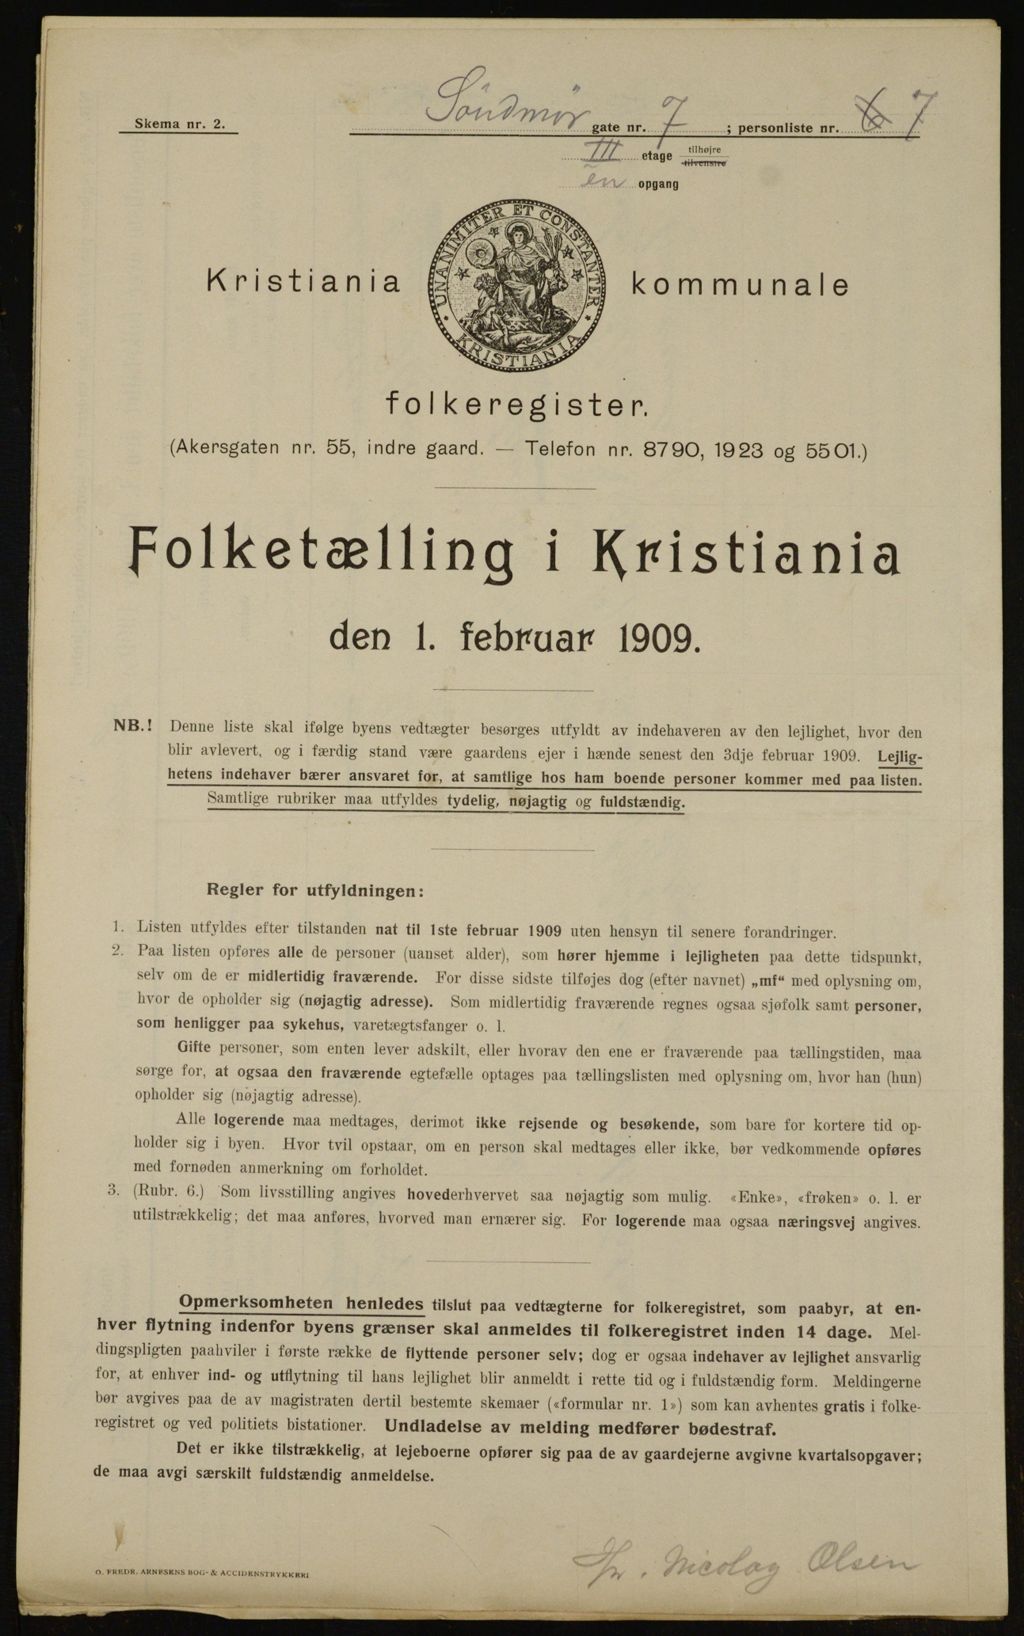 Skema nr. 2.
Söndmör gate nr. 7 ; personliste nr. 6 7
III etage tilhøjre tilvenstre
en opgang
UNANIMITER ET CONSTANTER
KRISTIANIA
Kristiania kommunale
folkeregister.
(Akersgaten nr. 55, indre gaard. — Telefon nr. 8790, 1923 og 5501.)
Folketælling i Kristiania
den 1. februar 1909.
NB.! Denne liste skal ifølge byens vedtægter besørges utfyldt av indehaveren av den lejlighet, hvor den
blir avlevert, og i færdig stand være gaardens ejer i hænde senest den 3dje februar 1909. Lejlig-
hetens indehaver bærer ansvaret for, at samtlige hos ham boende personer kommer med paa listen.
Samtlige rubriker maa utfyldes tydelig, nøjagtig og fuldstændig.
Regler for utfyldningen:
1. Listen utfyldes efter tilstanden nat til 1ste februar 1909 uten hensyn til senere forandringer.
2. Paa listen opføres alle de personer (uanset alder), som hører hjemme i lejligheten paa dette tidspunkt,
selv om de er midlertidig fraværende. For disse sidste tilføjes dog (efter navnet) „mf“ med oplysning om,
hvor de opholder sig (nøjagtig adresse). Som midlertidig fraværende regnes ogsaa sjøfolk samt personer,
som henligger paa sykehus, varetægtsfanger o. l.
Gifte personer, som enten lever adskilt, eller hvorav den ene er fraværende paa tællingstiden, maa
sørge for, at ogsaa den fraværende egtefælle optages paa tællingslisten med oplysning om, hvor han (hun)
opholder sig (nøjagtig adresse).
Alle logerende maa medtages, derimot ikke rejsende og besøkende, som bare for kortere tid op-
holder sig i byen. Hvor tvil opstaar, om en person skal medtages eller ikke, bør vedkommende opføres
med fornøden anmerkning om forholdet.
3. (Rubr. 6.) Som livsstilling angives hovederhvervet saa nøjagtig som mulig. «Enke», «frøken» o. l. er
utilstrækkelig; det maa anføres, hvorved man ernærer sig. For logerende maa ogsaa næringsvej angives.
Opmerksomheten henledes tilslut paa vedtægterne for folkeregistret, som paabyr, at en-
hver flytning indenfor byens grænser skal anmeldes til folkeregistret inden 14 dage. Mel-
dingspligten paahviler i første række de flyttende personer selv; dog er ogsaa indehaver av lejlighet ansvarlig
for, at enhver ind- og utflytning til hans lejlighet blir anmeldt i rette tid og i fuldstændig form. Meldingerne
bør avgives paa de av magistraten dertil bestemte skemaer («formular nr. 1») som kan avhentes gratis i folke-
registret og ved politiets bistationer. Undladelse av melding medfører bødestraf.
Det er ikke tilstrækkelig, at lejeboerne opfører sig paa de av gaardejerne avgivne kvartalsopgaver;
de maa avgi særskilt fuldstændig anmeldelse.
O. FREDR. ARNESENS BOG- & ACCIDENSTRYKKERI
Hr. Nicolay Olsen